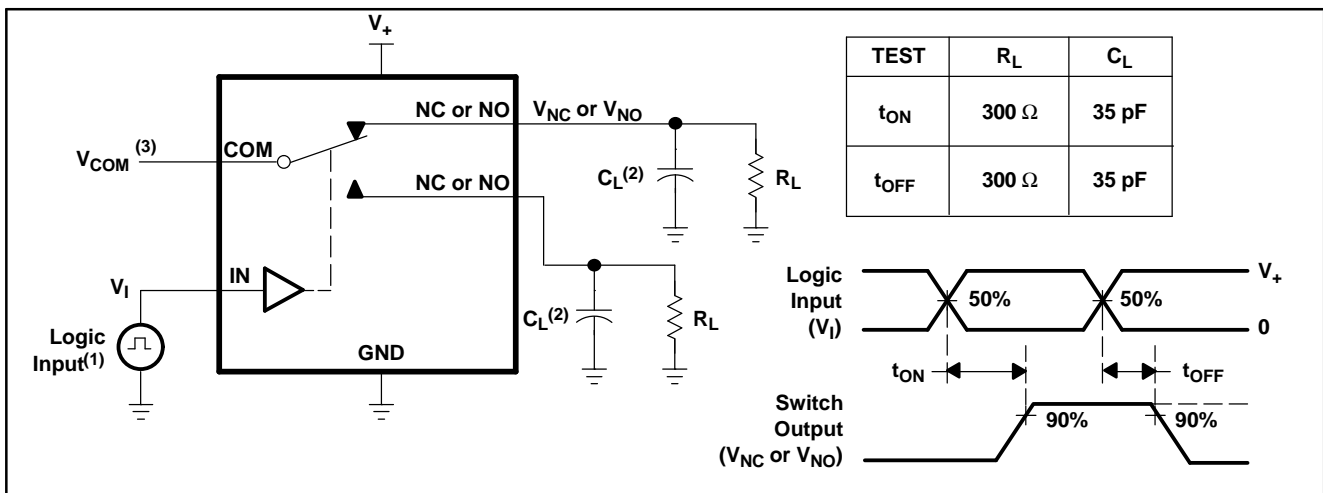 V+
NC or NO
VNC or VNO
VCOM (3)
COM
CL(2)
RL
NC or NO
VI
IN
CL(2)
RL
Logic
Input(1)
GND
TEST RL CL
tON 300 Ω 35 pF
tOFF 300 Ω 35 pF
Logic
Input
(VI)
50%
50%
V+
0
tON
tOFF
Switch
Output
(VNC or VNO)
90%
90%